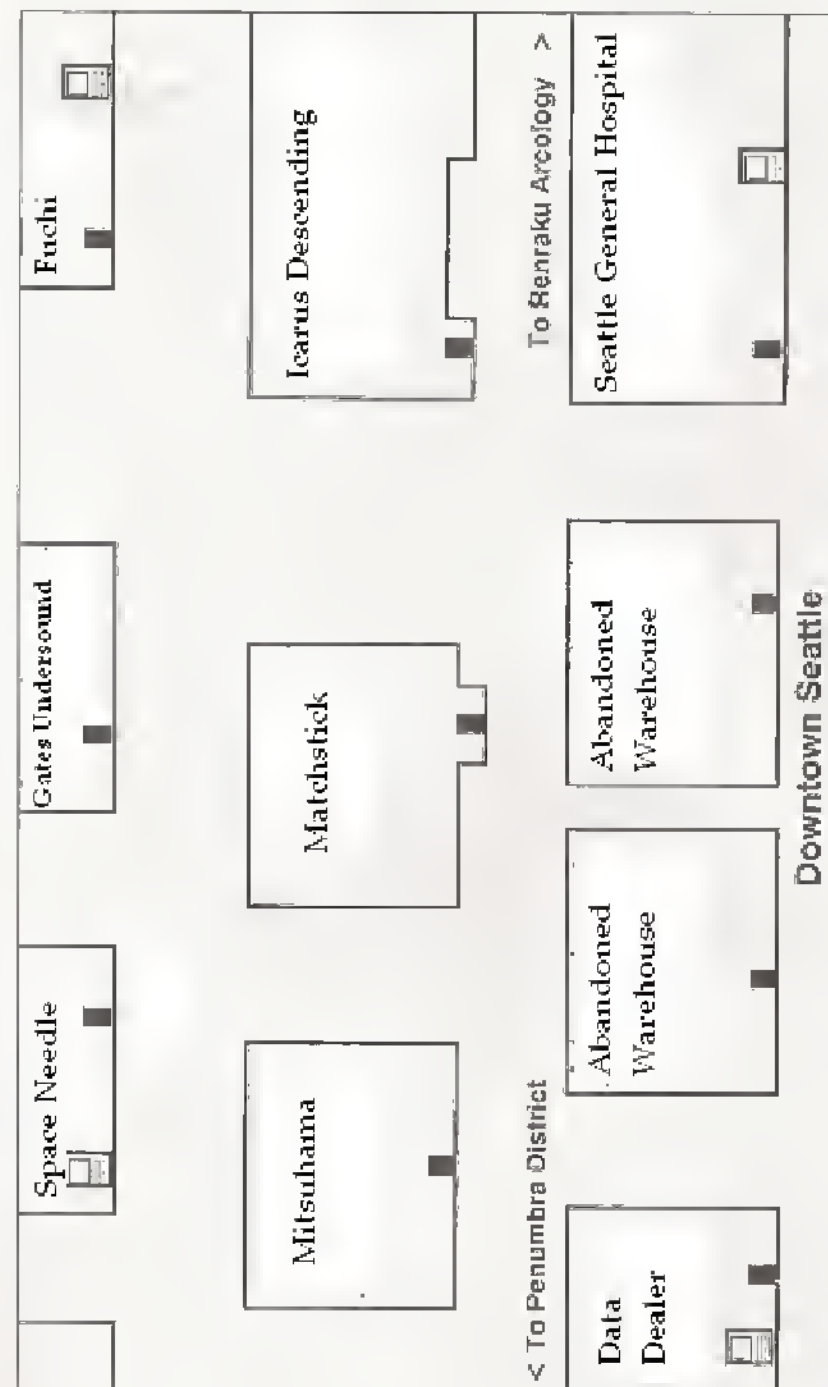 Space Needle
Gates Undersound
Fuchi
Mitsuhama
Matchstick
Icarus Descending
< To Penumbra District
To Renraku Arcology >
Data
Dealer
Abandoned
Warehouse
Abandoned
Warehouse
Seattle General Hospital
Downtown Seattle